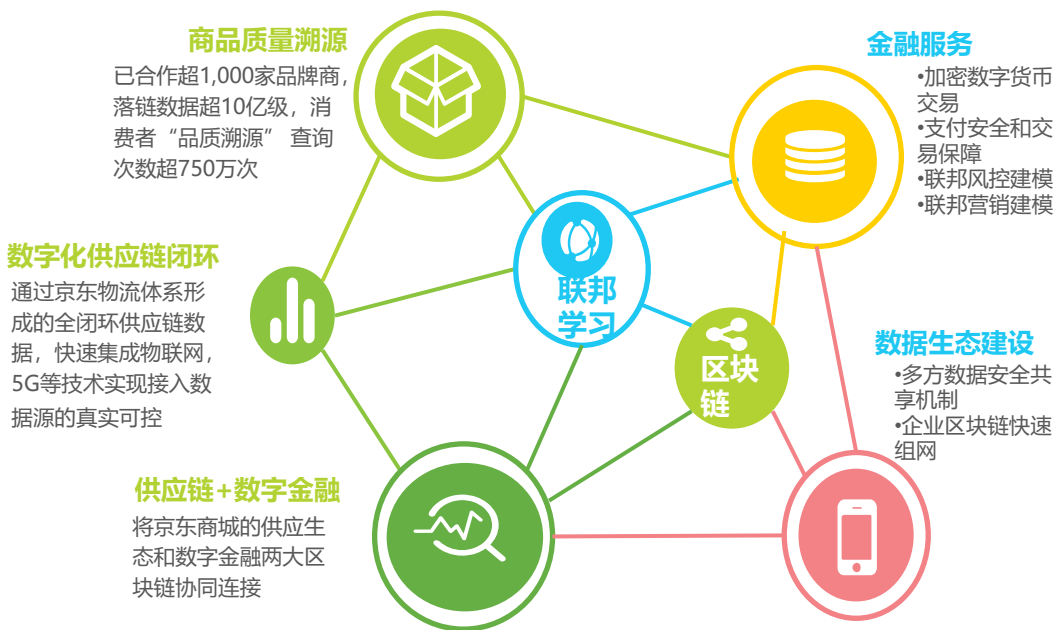 商品质量溯源
已合作超1,000家品牌商，
落链数据超10亿级，消
费者“品质溯源” 查询
次数超750万次
金融服务
•加密数字货币
交易
•支付安全和交
易保障
•联邦风控建模
•联邦营销建模
数字化供应链闭环
通过京东物流体系形
成的全闭环供应链数
据，快速集成物联网，
5G等技术实现接入数
据源的真实可控
联邦
学习
区块
链
数据生态建设
•多方数据安全共
享机制
•企业区块链快速
组网
供应链+数字金融
将京东商城的供应生
态和数字金融两大区
块链协同连接